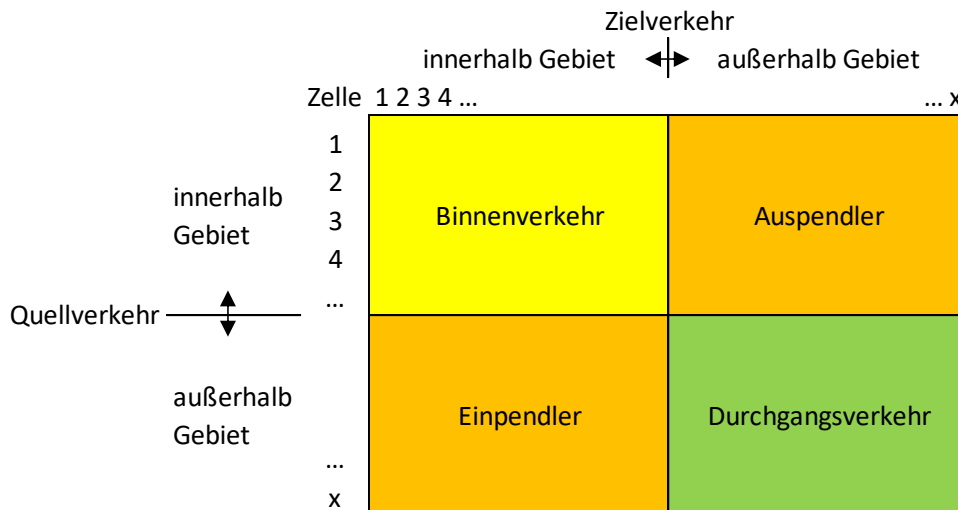 Zielverkehr
innerhalb Gebiet außerhalb Gebiet
Zelle 1 2 3 4 ... ... x
1
2
3
4
...
innerhalb
Gebiet
Binnenverkehr
Auspendler
Quellverkehr
außerhalb
Gebiet
...
x
Einpendler
Durchgangsverkehr